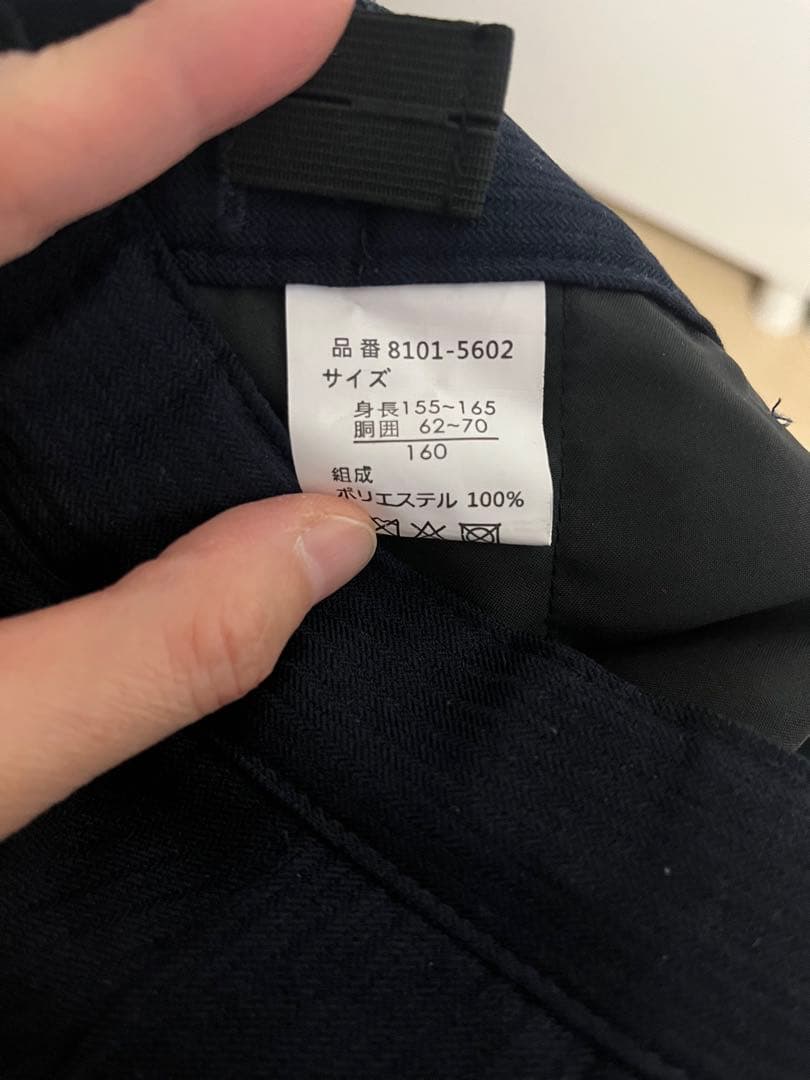 品番 8101-5602
サイズ
身長155~165
胴囲 62~70
160
組成
ポリエステル 100%